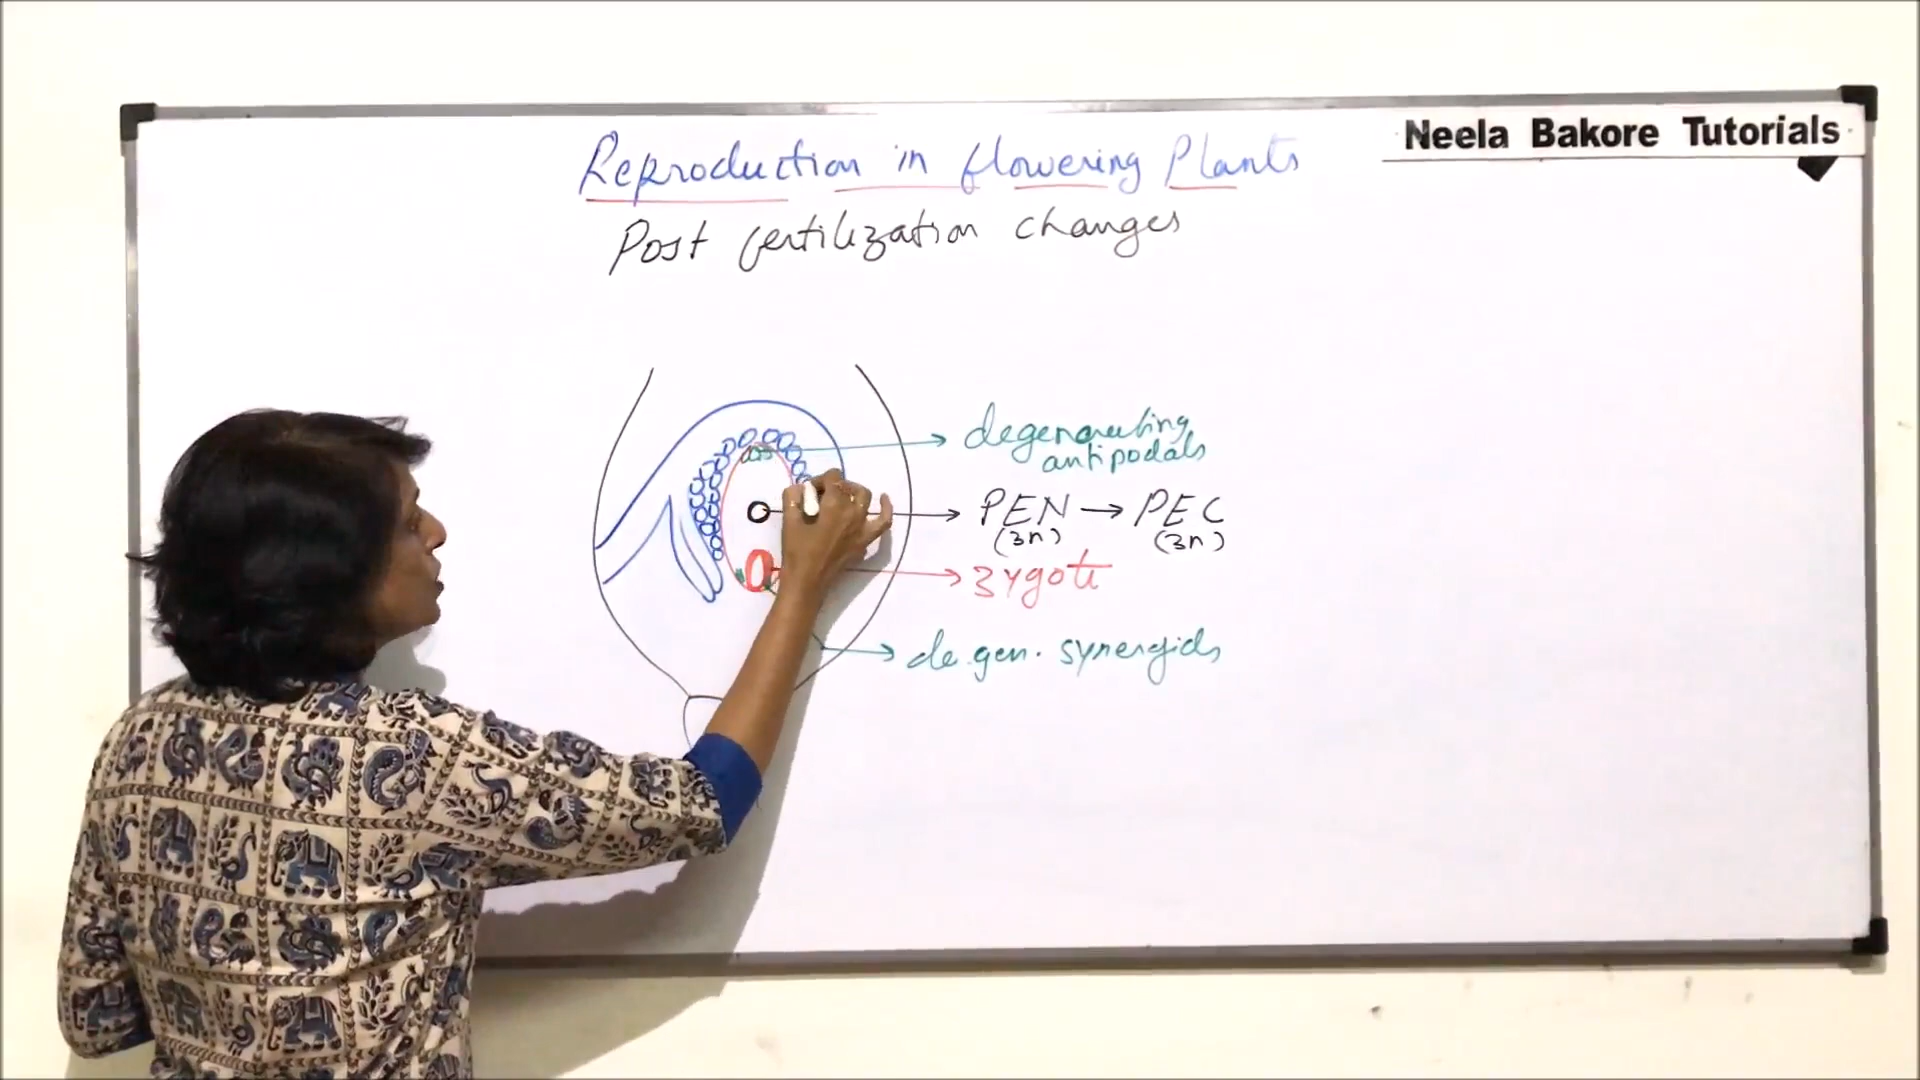 Neela Bakore Tutorials
Reproduction in flowering Plants
Post fertilization changes
degenerating
antipodals
PEN → PEC
(3n) (3n)
zygote
degen. synergids